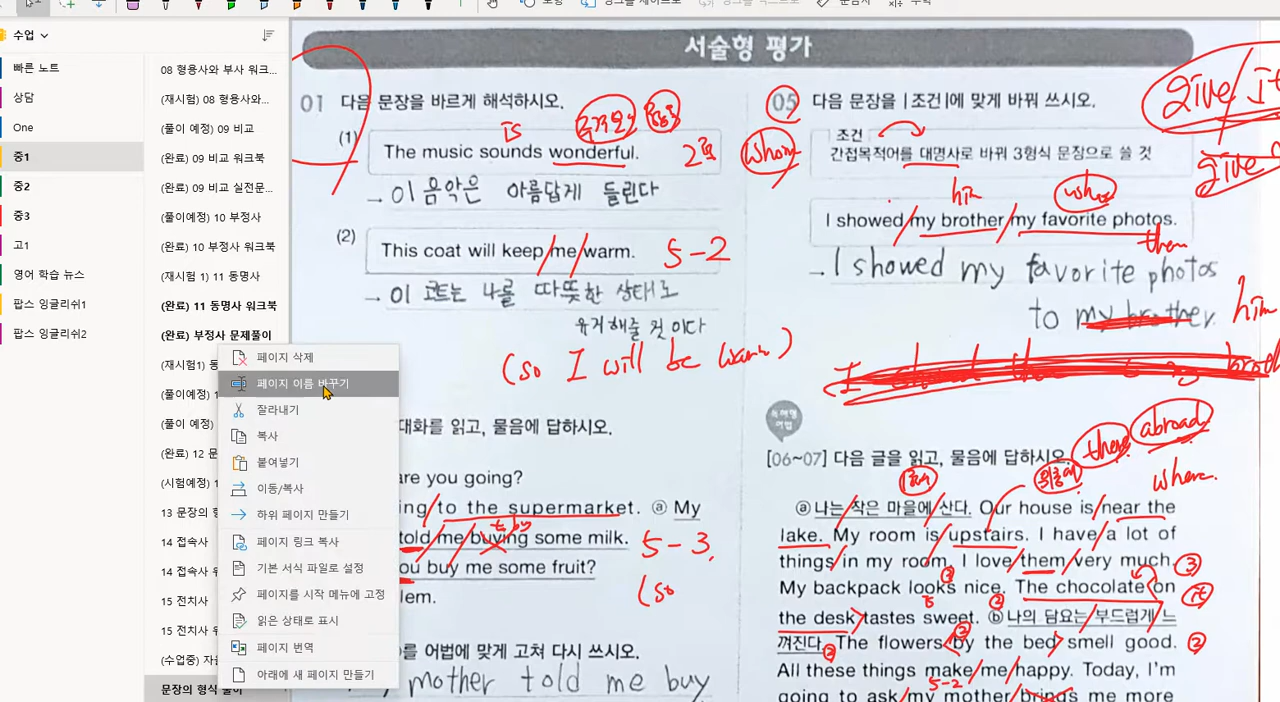 수업
빠른 노트
상담
One
중1
중2
중3
고1
영어 학습 뉴스
팝스 잉글리쉬1
팝스 잉글리쉬2
08 형용사와 부사 워크...
(재시험) 08 형용사와...
(풀이 예정) 09 비교
(완료) 09 비교 워크북
(완료) 09 비교 실전문...
(풀이예정) 10 부정사
(완료) 10 부정사 워크북
(재시험 1) 11 동명사
(완료) 11 동명사 워크북
(완료) 부정사 문제풀이
(재시험1) 동
(풀이예정) 1
(풀이 예정)
(완료) 12 문
(시험예정) 1
13 문장의 형
14 접속사
14 접속사 우
15 전치사
15 전치사 우
(수업중) 자
문장의 형식 풀이
페이지 삭제
페이지 이름 바꾸기
잘라내기
복사
붙여넣기
이동/복사
하위 페이지 만들기
페이지 링크 복사
기본 서식 파일로 설정
페이지를 시작 메뉴에 고정
읽은 상태로 표시
페이지 번역
아래에 새 페이지 만들기
서술형 평가
01 다음 문장을 바르게 해석하시오.
is
(1) The music sounds wonderful. 2형
→ 이 음악은 아름답게 들린다
(2) This coat will keep me warm. 5-2
→ 이 코트는 나를 따뜻한 상태로
유지해줄 것이다
(so I will be warm)
대화를 읽고, 물음에 답하시오.
are you going?
ing to the supermarket. ⓐ My
to buy
told me buying some milk. 5-3
ou buy me some fruit?
(so
lem.
를 어법에 맞게 고쳐 다시 쓰시오.
mother told me buy
give it
05 다음 문장을 |조건|에 맞게 바꿔 쓰시오.
whom
조건
간접목적어를 대명사로 바꿔 3형식 문장으로 쓸 것
give
him
I showed my brother my favorite photos.
them
→ I showed my favorite photos
to my brother. him
독해형 어법
there abroad
[06~07] 다음 글을 읽고, 물음에 답하시오.
where
ⓐ 나는 작은 마을에 산다. Our house is near the
lake. My room is upstairs. I have a lot of
things in my room. I love them very much. ③
My backpack looks nice. The chocolate on it
the desk tastes sweet. ⓑ 나의 담요는 부드럽게 느
껴진다. The flowers by the bed smell good. ②
All these things make me happy. Today, I'm
5-2
going to ask my mother brings me more